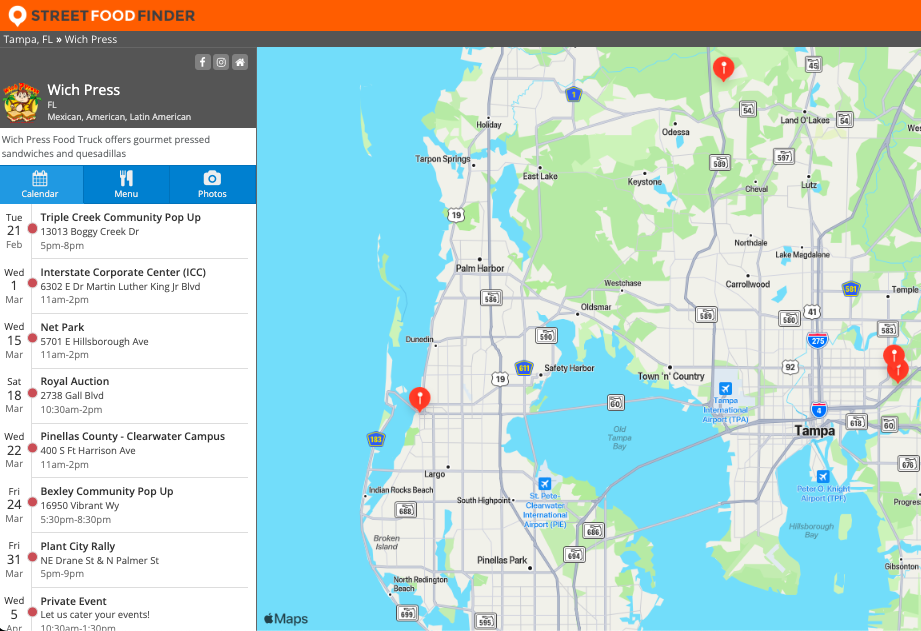 STREETFOODFINDER
Tampa, FL » Wich Press
Wich Press
FL
Mexican, American, Latin American
Wich Press Food Truck offers gourmet pressed
sandwiches and quesadillas
Calendar
Menu
Photos
Tue
21
Feb
Triple Creek Community Pop Up
13013 Boggy Creek Dr
5pm-8pm
Wed
1
Mar
Interstate Corporate Center (ICC)
6302 E Dr Martin Luther King Jr Blvd
11am-2pm
Wed
15
Mar
Net Park
5701 E Hillsborough Ave
11am-2pm
Sat
18
Mar
Royal Auction
2738 Gall Blvd
10:30am-2pm
Wed
22
Mar
Pinellas County - Clearwater Campus
400 S Ft Harrison Ave
11am-2pm
Fri
24
Mar
Bexley Community Pop Up
16950 Vibrant Wy
5:30pm-8:30pm
Fri
31
Mar
Plant City Rally
NE Drane St & N Palmer St
5pm-9pm
Wed
5
Apr
Private Event
Let us cater your events!
10:30am-1:30pm
45
1
54
Land O'Lakes
54
Holiday
Odessa
Tarpon Springs
589
597
East Lake
Keystone
Cheval
Lutz
19
Northdale
Lake Magdalene
Palm Harbor
Westchase
Carrollwood
581
Temple
586
Oldsmar
589
580
41
583
590
Dunedin
275
611
Safety Harbor
19
Town 'n' Country
92
60
Tampa
International
Airport (TPA)
4
618
60
Tampa
183
Old
Tampa
Bay
676
Largo
Indian Rocks Beach
South Highpoint
St. Pete-
Clearwater
International
Airport (PIE)
Peter O. Knight
Airport (TPF)
Progres
688
686
Hillsborough
Bay
Broken
Island
694
Pinellas Park
Gibsonton
North Redington
Beach
699
595
Maps